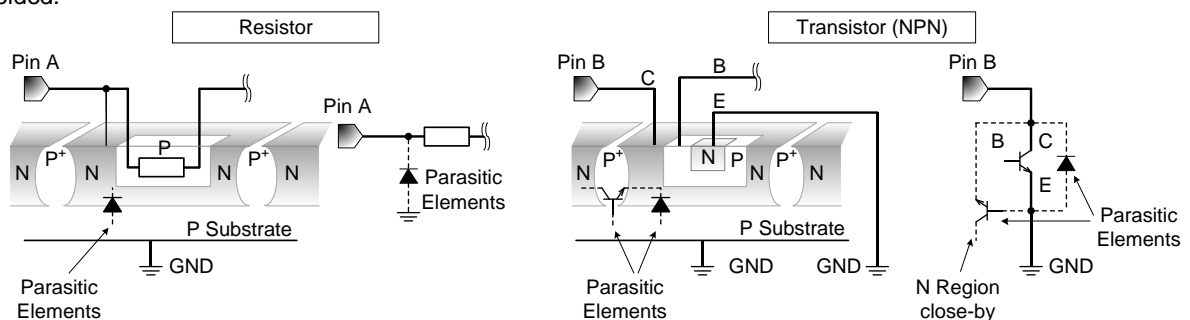 Resistor
Transistor (NPN)
Pin A
Pin A
P
N
P+
N
P+
N
N
Parasitic
Elements
P Substrate
GND
Parasitic
Elements
Pin B
C
B
E
N
P+
N
P
N
P+
N
N
P Substrate
GND
GND
Parasitic
Elements
Pin B
B
C
E
Parasitic
Elements
GND
N Region
close-by